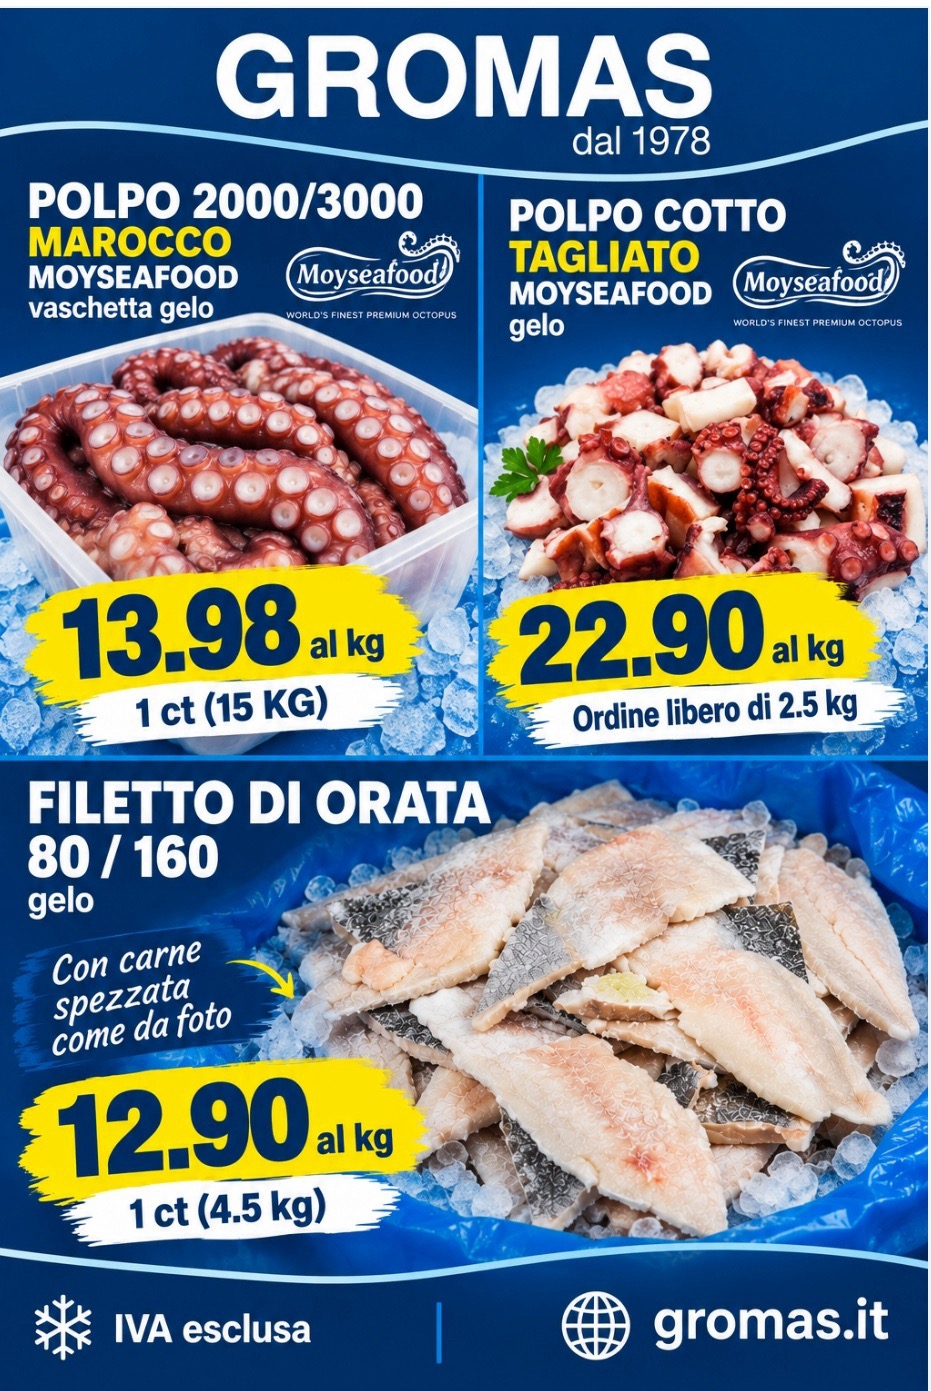 GROMAS
dal 1978
POLPO 2000/3000
MAROCCO
MOYSEAFOOD
vaschetta gelo
Moyseafood
WORLD'S FINEST PREMIUM OCTOPUS
13.98 al kg
1 ct (15 KG)
POLPO COTTO
TAGLIATO
MOYSEAFOOD
gelo
Moyseafood
WORLD'S FINEST PREMIUM OCTOPUS
22.90 al kg
Ordine libero di 2.5 kg
FILETTO DI ORATA
80 / 160
gelo
Con carne
spezzata
come da foto
12.90 al kg
1 ct (4.5 kg)
IVA esclusa
gromas.it